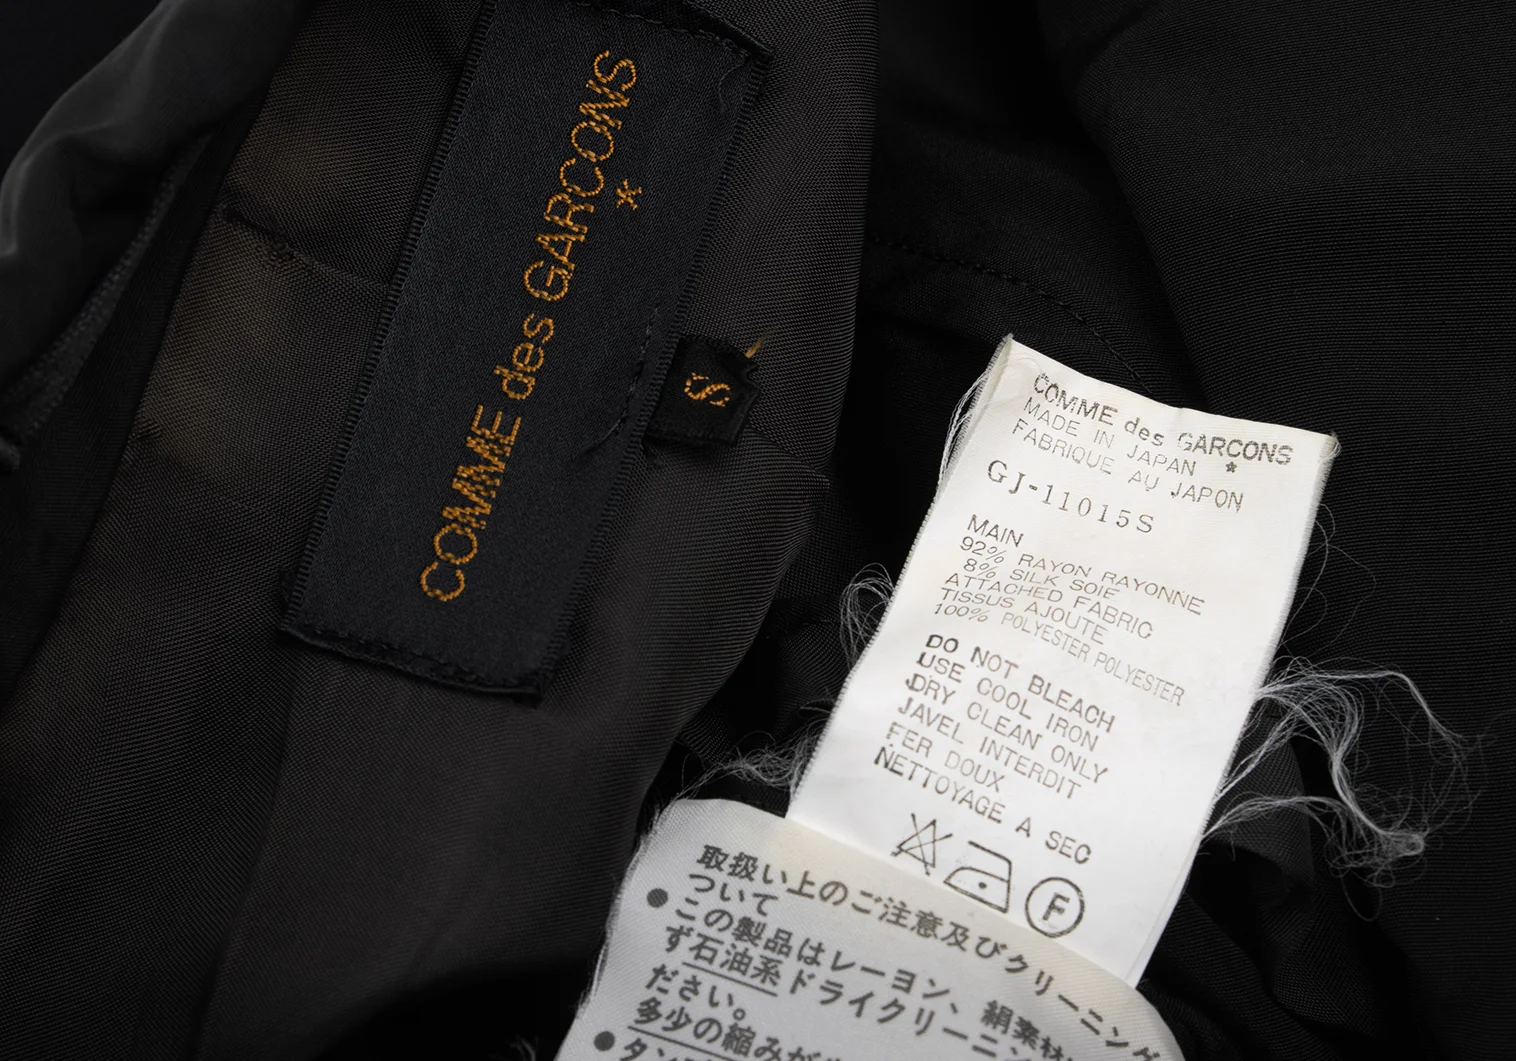 COMME des GARCONS
*
S
COMME des GARCONS
MADE IN JAPAN *
FABRIQUE AU JAPON
GJ-11015S
MAIN
92% RAYON RAYONNE
8% SILK SOIE
ATTACHED FABRIC
TISSUS AJOUTE
100% POLYESTER POLYESTER
DO NOT BLEACH
USE COOL IRON
DRY CLEAN ONLY
JAVEL INTERDIT
FER DOUX
NETTOYAGE A SEC
F
取扱い上のご注意及びクリーニング
ついて
●この製品はレーヨン、絹素材
ず石油系ドライクリーニン
ださい。
多少の縮みが
●タン